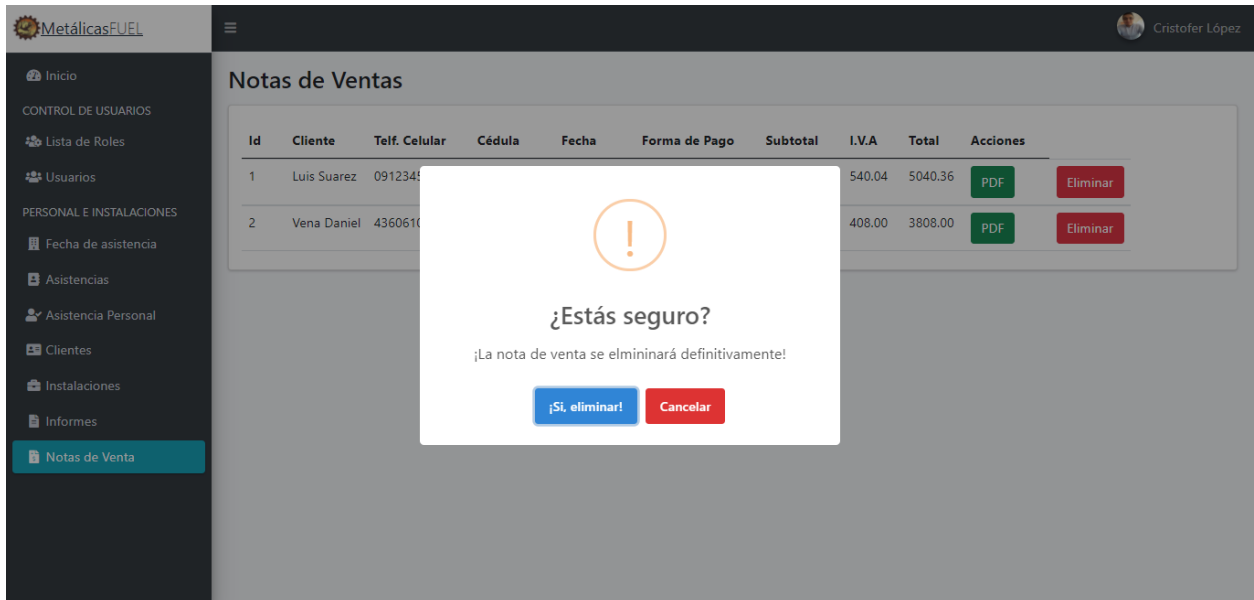 MetálicasFUEL
Cristofer López
Inicio
CONTROL DE USUARIOS
Lista de Roles
Usuarios
PERSONAL E INSTALACIONES
Fecha de asistencia
Asistencias
Asistencia Personal
Clientes
Instalaciones
Informes
Notas de Venta
Notas de Ventas
Id Cliente Telf. Celular Cédula Fecha Forma de Pago Subtotal I.V.A Total Acciones
1 Luis Suarez 540.04 5040.36 PDF Eliminar
2 Vena Daniel 408.00 3808.00 PDF Eliminar
!
¿Estás seguro?
¡La nota de venta se elmininará definitivamente!
¡Si, eliminar! Cancelar